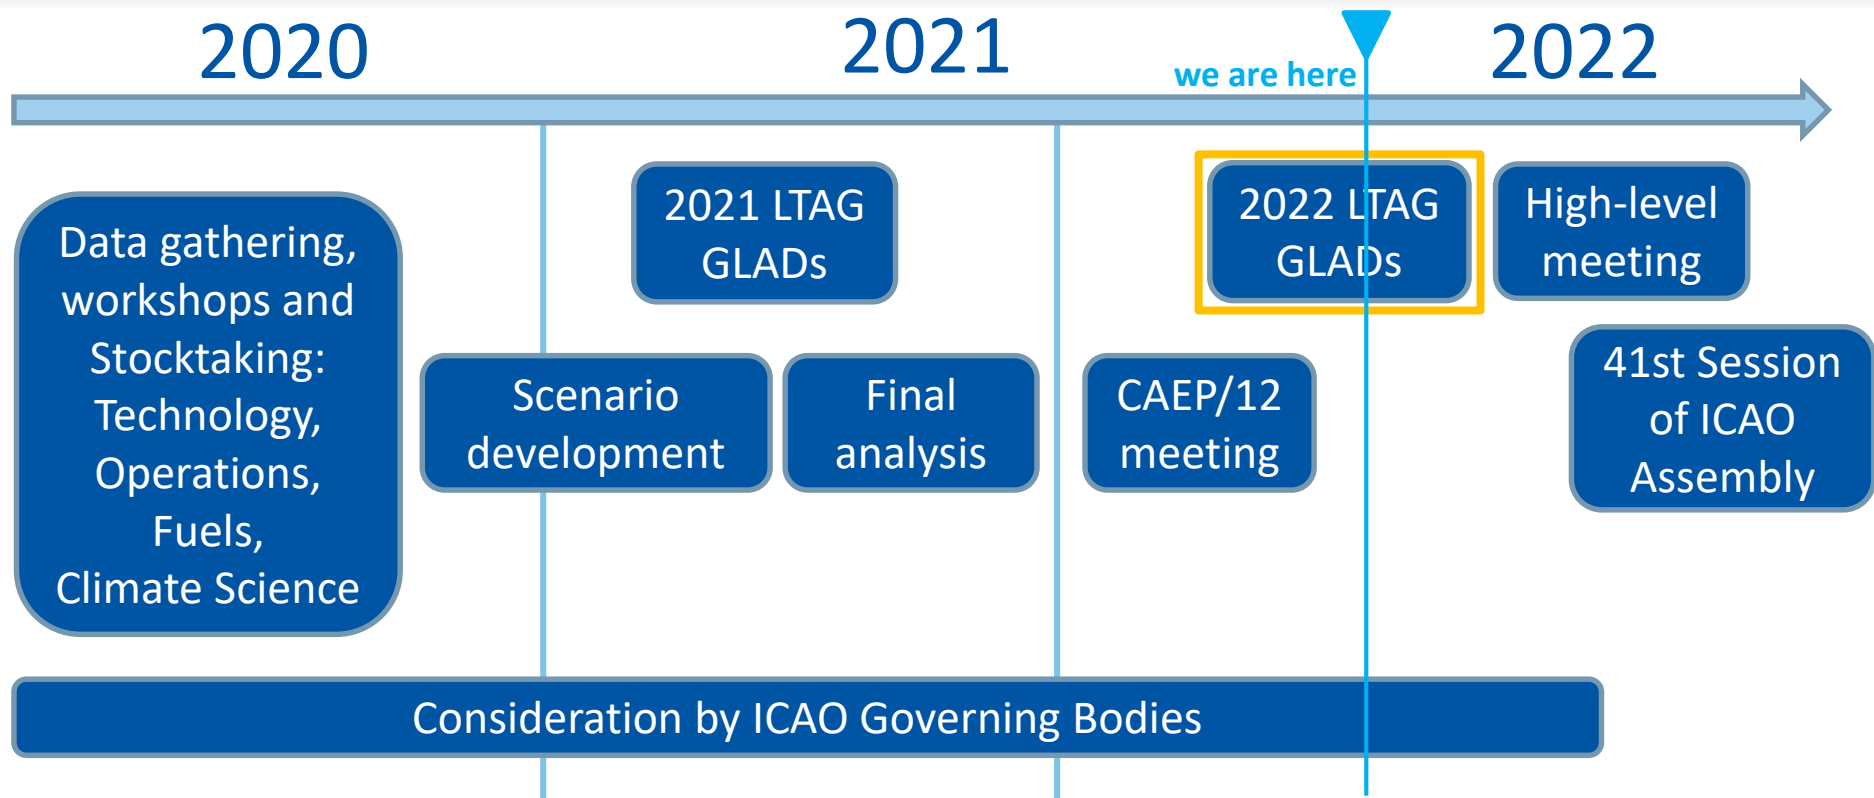 2020
2021
2022
we are here
2021 LTAG
GLADs
2022 LTAG
GLADs
High-level
meeting
Data gathering,
workshops and
Stocktaking:
Technology,
Operations,
Fuels,
Climate Science
Scenario
development
Final
analysis
CAEP/12
meeting
41st Session
of ICAO
Assembly
Consideration by ICAO Governing Bodies